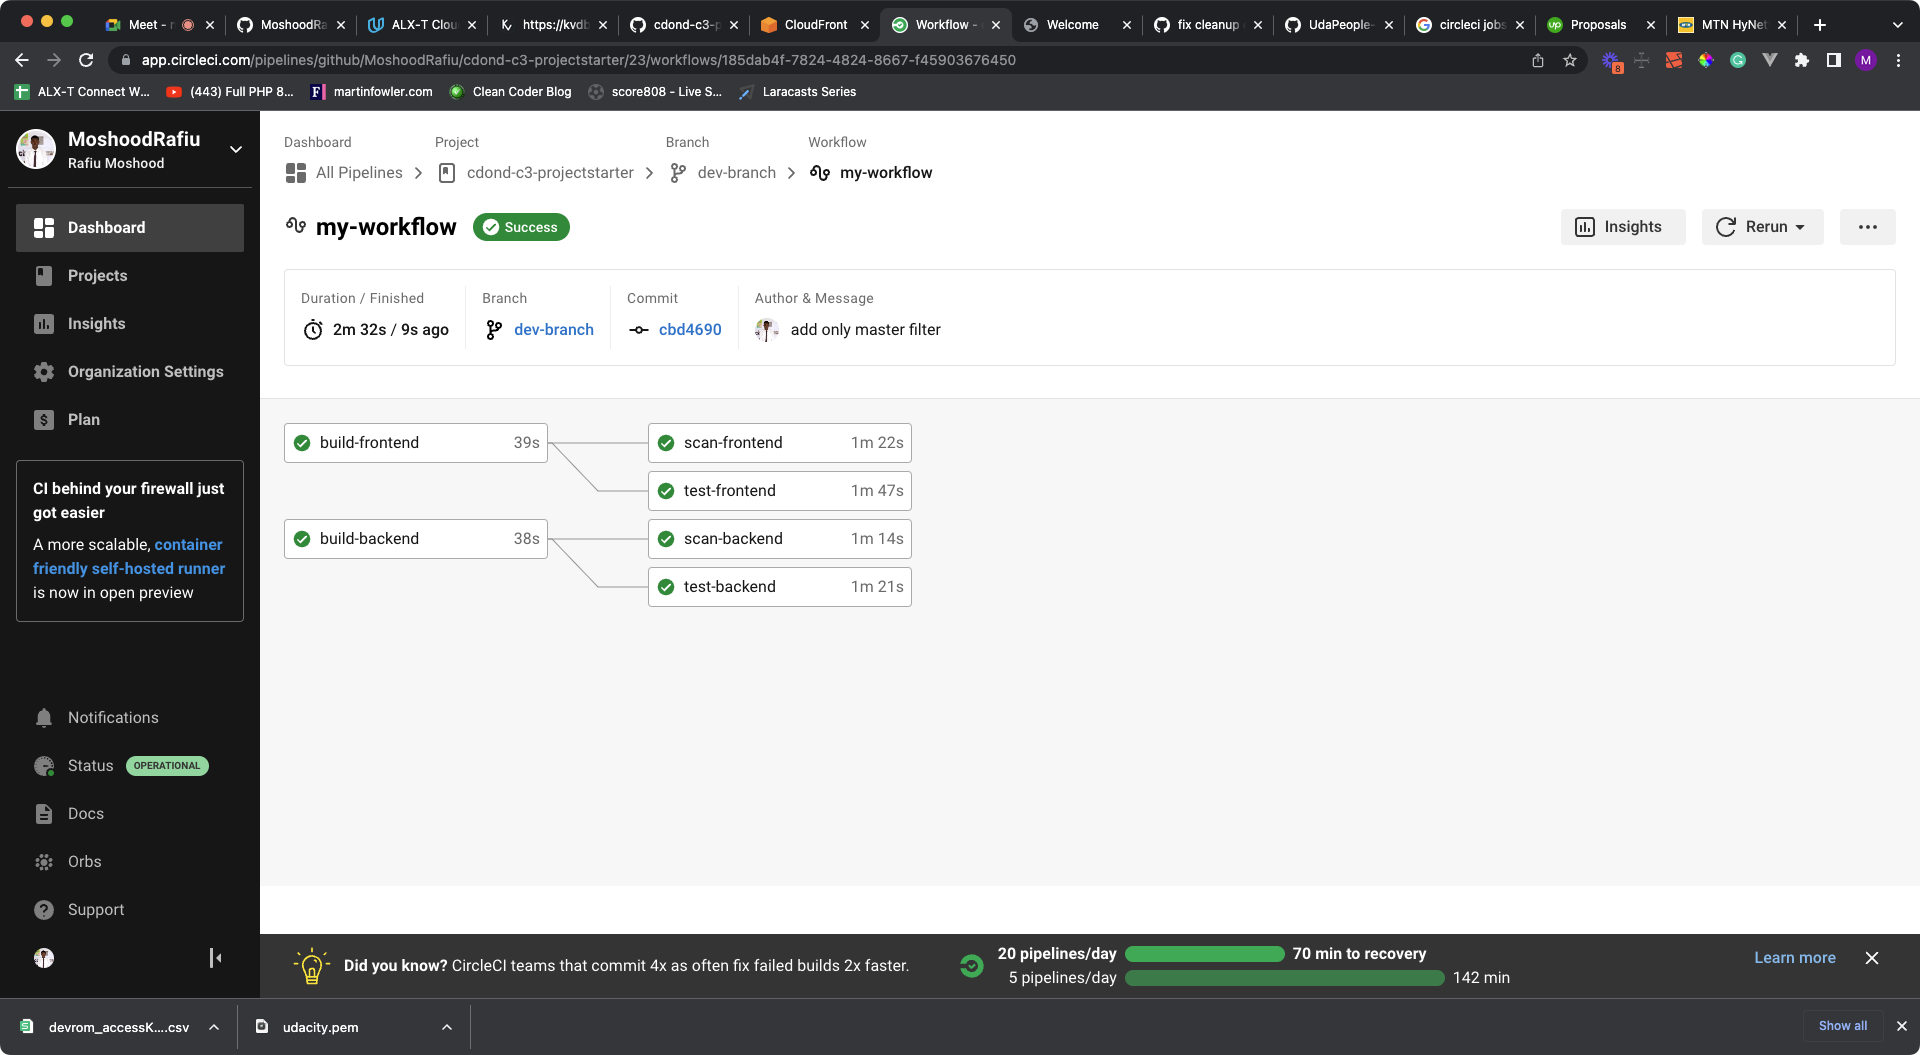 Meet - r
MoshoodRa
ALX-T Clou
https://kvdb
cdond-c3-p
CloudFront
Workflow -
Welcome
fix cleanup
UdaPeople-
circleci jobs
Proposals
MTN HyNet
app.circleci.com/pipelines/github/MoshoodRafiu/cdond-c3-projectstarter/23/workflows/185dab4f-7824-4824-8667-f45903676450
8
M
ALX-T Connect W...
(443) Full PHP 8...
martinfowler.com
Clean Coder Blog
score808 - Live S...
Laracasts Series
MoshoodRafiu
Rafiu Moshood
Dashboard
Projects
Insights
Organization Settings
Plan
CI behind your firewall just
got easier
A more scalable, container
friendly self-hosted runner
is now in open preview
Notifications
Status OPERATIONAL
Docs
Orbs
Support
Dashboard Project Branch Workflow
All Pipelines cdond-c3-projectstarter dev-branch my-workflow
my-workflow Success
Insights Rerun
Duration / Finished Branch Commit Author & Message
2m 32s / 9s ago dev-branch cbd4690 add only master filter
build-frontend 39s scan-frontend 1m 22s
test-frontend 1m 47s
build-backend 38s scan-backend 1m 14s
test-backend 1m 21s
Did you know? CircleCI teams that commit 4x as often fix failed builds 2x faster.
20 pipelines/day 70 min to recovery
5 pipelines/day 142 min
Learn more
devrom_accessK....csv
udacity.pem
Show all